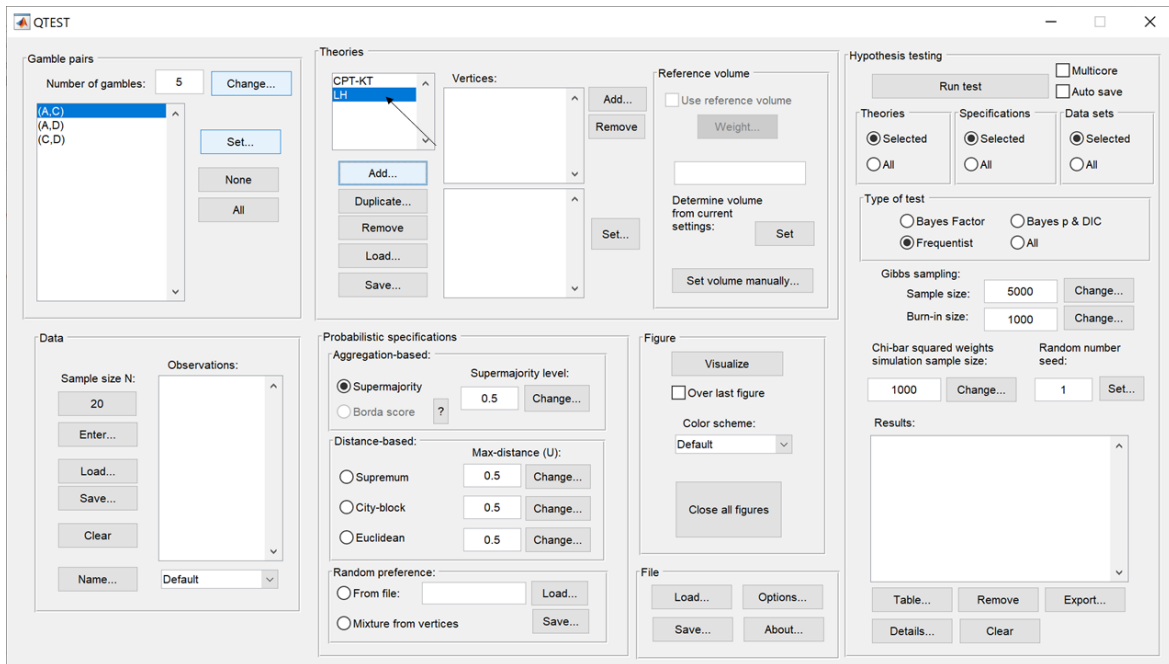 QTEST
Gamble pairs
Number of gambles:
5
Change...
(A,C)
(A,D)
(C,D)
Set...
None
All
Theories
CPT-KT
LH
Vertices:
Add...
Remove
Add...
Duplicate...
Remove
Load...
Save...
Set...
Reference volume
Use reference volume
Weight...
Determine volume
from current
settings:
Set
Set volume manually...
Hypothesis testing
Run test
Multicore
Auto save
Theories
Selected
All
Specifications
Selected
All
Data sets
Selected
All
Type of test
Bayes Factor
Bayes p & DIC
Frequentist
All
Gibbs sampling:
Sample size:
5000
Change...
Burn-in size:
1000
Change...
Chi-bar squared weights
simulation sample size:
1000
Change...
Random number
seed:
1
Set...
Results:
Table...
Remove
Export...
Details...
Clear
Data
Sample size N:
20
Enter...
Load...
Save...
Clear
Name...
Observations:
Default
Probabilistic specifications
Aggregation-based:
Supermajority
Borda score
?
Supermajority level:
0.5
Change...
Distance-based:
Max-distance (U):
Supremum
0.5
Change...
City-block
0.5
Change...
Euclidean
0.5
Change...
Random preference:
From file:
Load...
Mixture from vertices
Save...
Figure
Visualize
Over last figure
Color scheme:
Default
Close all figures
File
Load...
Options...
Save...
About...